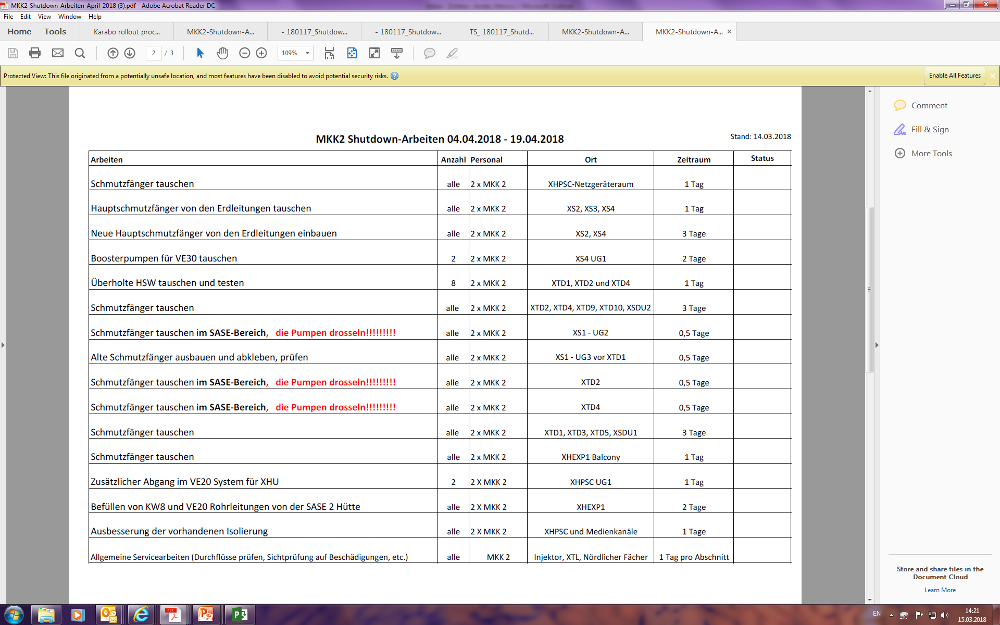 MKK2-Shutdown-Arbeiten-April-2018 (3).pdf - Adobe Acrobat Reader DC
File Edit View Window Help
Home Tools Karabo rollout proc... MKK2-Shutdown-A... - 180117_Shutdow... - 180117_Shutdow... TS_ 180117_Shutd... MKK2-Shutdown-A... MKK2-Shutdown-A... ×
2 / 3 109%
Protected View: This file originated from a potentially unsafe location, and most features have been disabled to avoid potential security risks. ? Enable All Features
MKK2 Shutdown-Arbeiten 04.04.2018 - 19.04.2018 Stand: 14.03.2018
Arbeiten Anzahl Personal Ort Zeitraum Status
Schmutzfänger tauschen alle 2 x MKK 2 XHPSC-Netzgeräteraum 1 Tag
Hauptschmutzfänger von den Erdleitungen tauschen alle 2 x MKK 2 XS2, XS3, XS4 1 Tag
Neue Hauptschmutzfänger von den Erdleitungen einbauen alle 2 x MKK 2 XS2, XS4 3 Tage
Boosterpumpen für VE30 tauschen 2 2 x MKK 2 XS4 UG1 2 Tage
Überholte HSW tauschen und testen 8 2 x MKK 2 XTD1, XTD2 und XTD4 1 Tag
Schmutzfänger tauschen alle 2 x MKK 2 XTD2, XTD4, XTD9, XTD10, XSDU2 3 Tage
Schmutzfänger tauschen im SASE-Bereich, die Pumpen drosseln!!!!!!!!! alle 2 x MKK 2 XS1 - UG2 0,5 Tage
Alte Schmutzfänger ausbauen und abkleben, prüfen alle 2 x MKK 2 XS1 - UG3 vor XTD1 0,5 Tage
Schmutzfänger tauschen im SASE-Bereich, die Pumpen drosseln!!!!!!!!! alle 2 x MKK 2 XTD2 0,5 Tage
Schmutzfänger tauschen im SASE-Bereich, die Pumpen drosseln!!!!!!!!! alle 2 x MKK 2 XTD4 0,5 Tage
Schmutzfänger tauschen alle 2 x MKK 2 XTD1, XTD3, XTD5, XSDU1 3 Tage
Schmutzfänger tauschen alle 2 x MKK 2 XHEXP1 Balcony 1 Tag
Zusätzlicher Abgang im VE20 System für XHU 2 2 X MKK 2 XHPSC UG1 1 Tag
Befüllen von KW8 und VE20 Rohrleitungen von der SASE 2 Hütte alle 2 X MKK 2 XHEXP1 2 Tage
Ausbesserung der vorhandenen Isolierung alle 2 X MKK 2 XHPSC und Medienkanäle 1 Tage
Allgemeine Servicearbeiten (Durchflüsse prüfen, Sichtprüfung auf Beschädigungen, etc.) alle MKK 2 Injektor, XTL, Nördlicher Fächer 1 Tag pro Abschnitt
Comment
Fill & Sign
More Tools
Store and share files in the
Document Cloud
Learn More
EN 14:21
15.03.2018